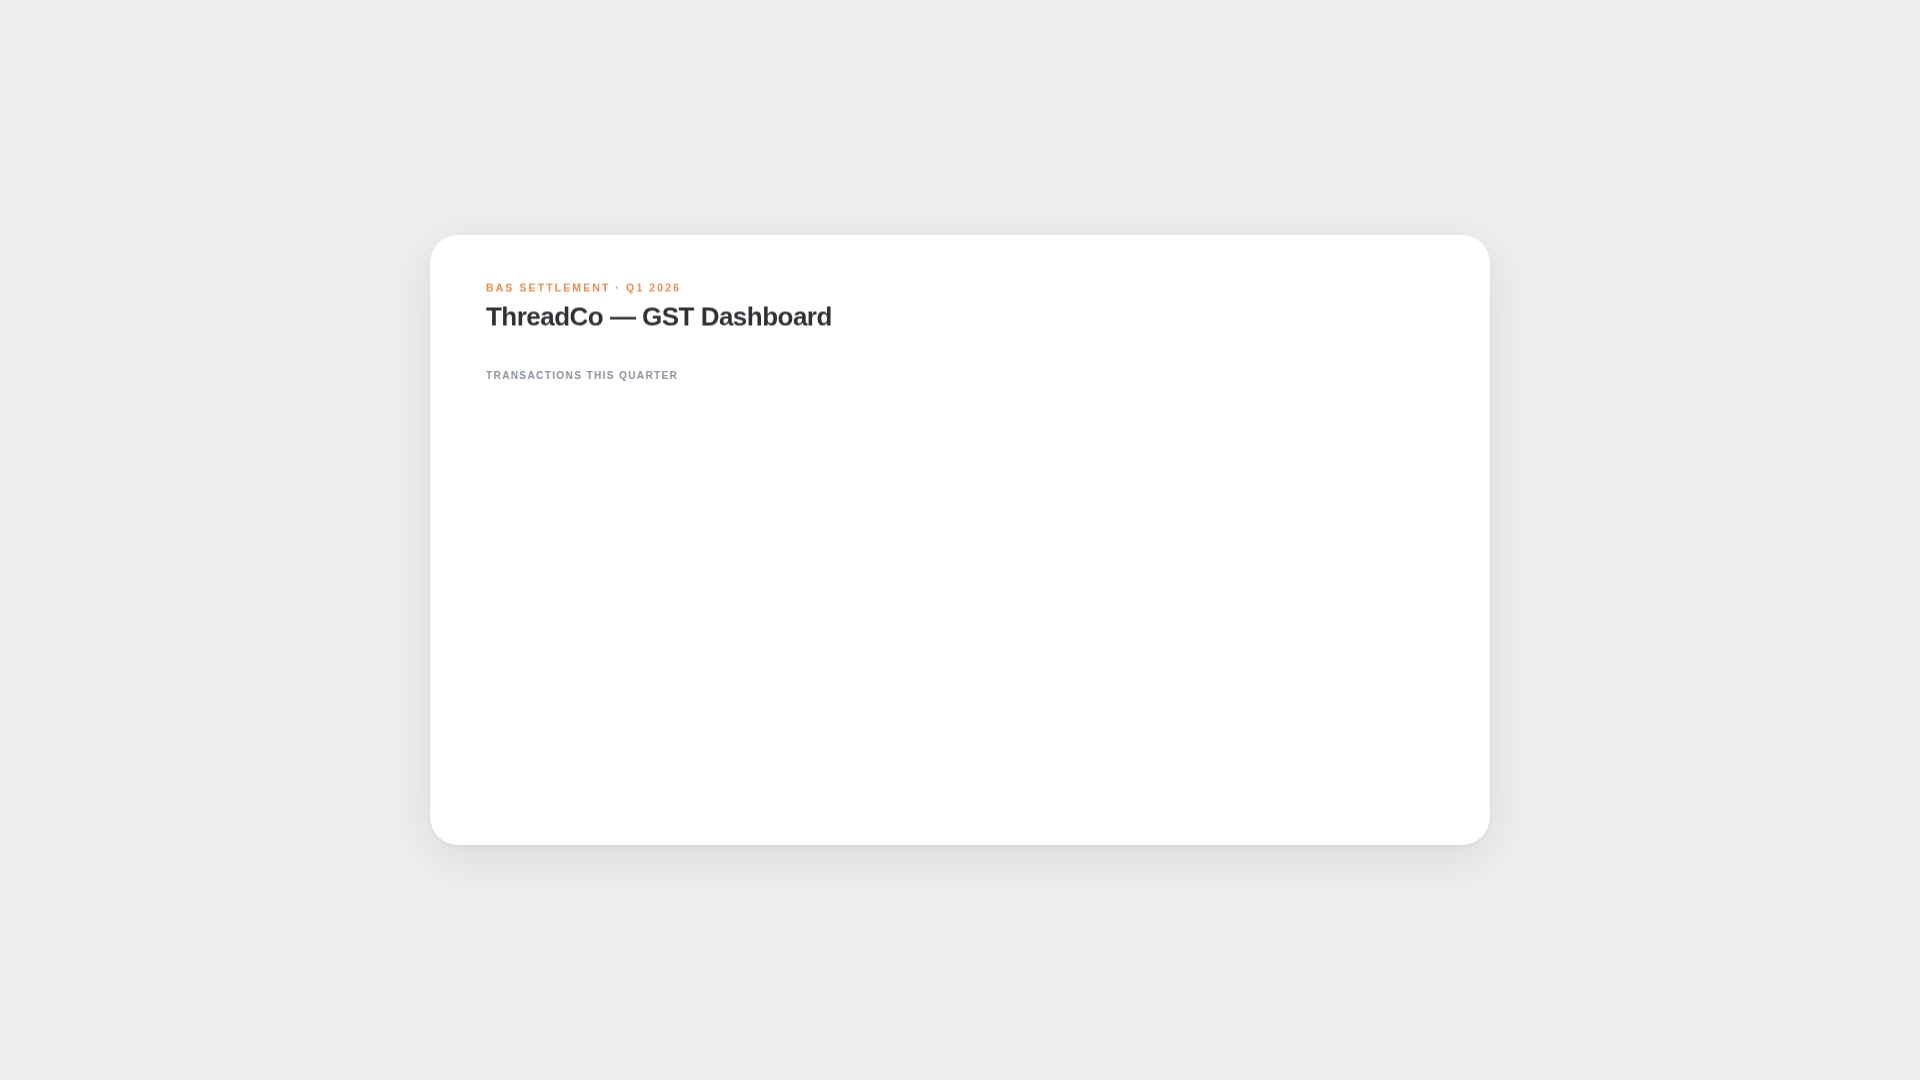 BAS SETTLEMENT · Q1 2026
ThreadCo — GST Dashboard
TRANSACTIONS THIS QUARTER